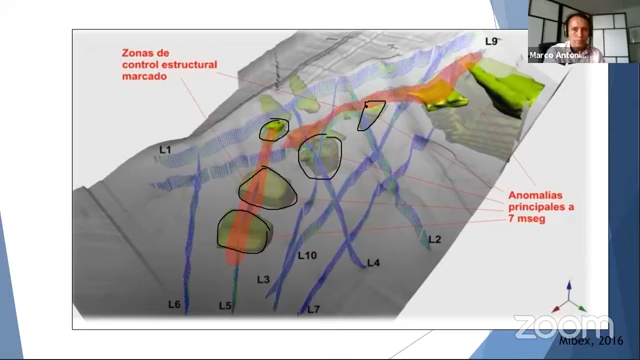 Marco Antoni...
L9
Zonas de
control estructural
marcado
L1
Anomalías
principales a
7 mseg
L2
L10
L4
L3
L6
L5
L7
zoom
Mibex, 2016